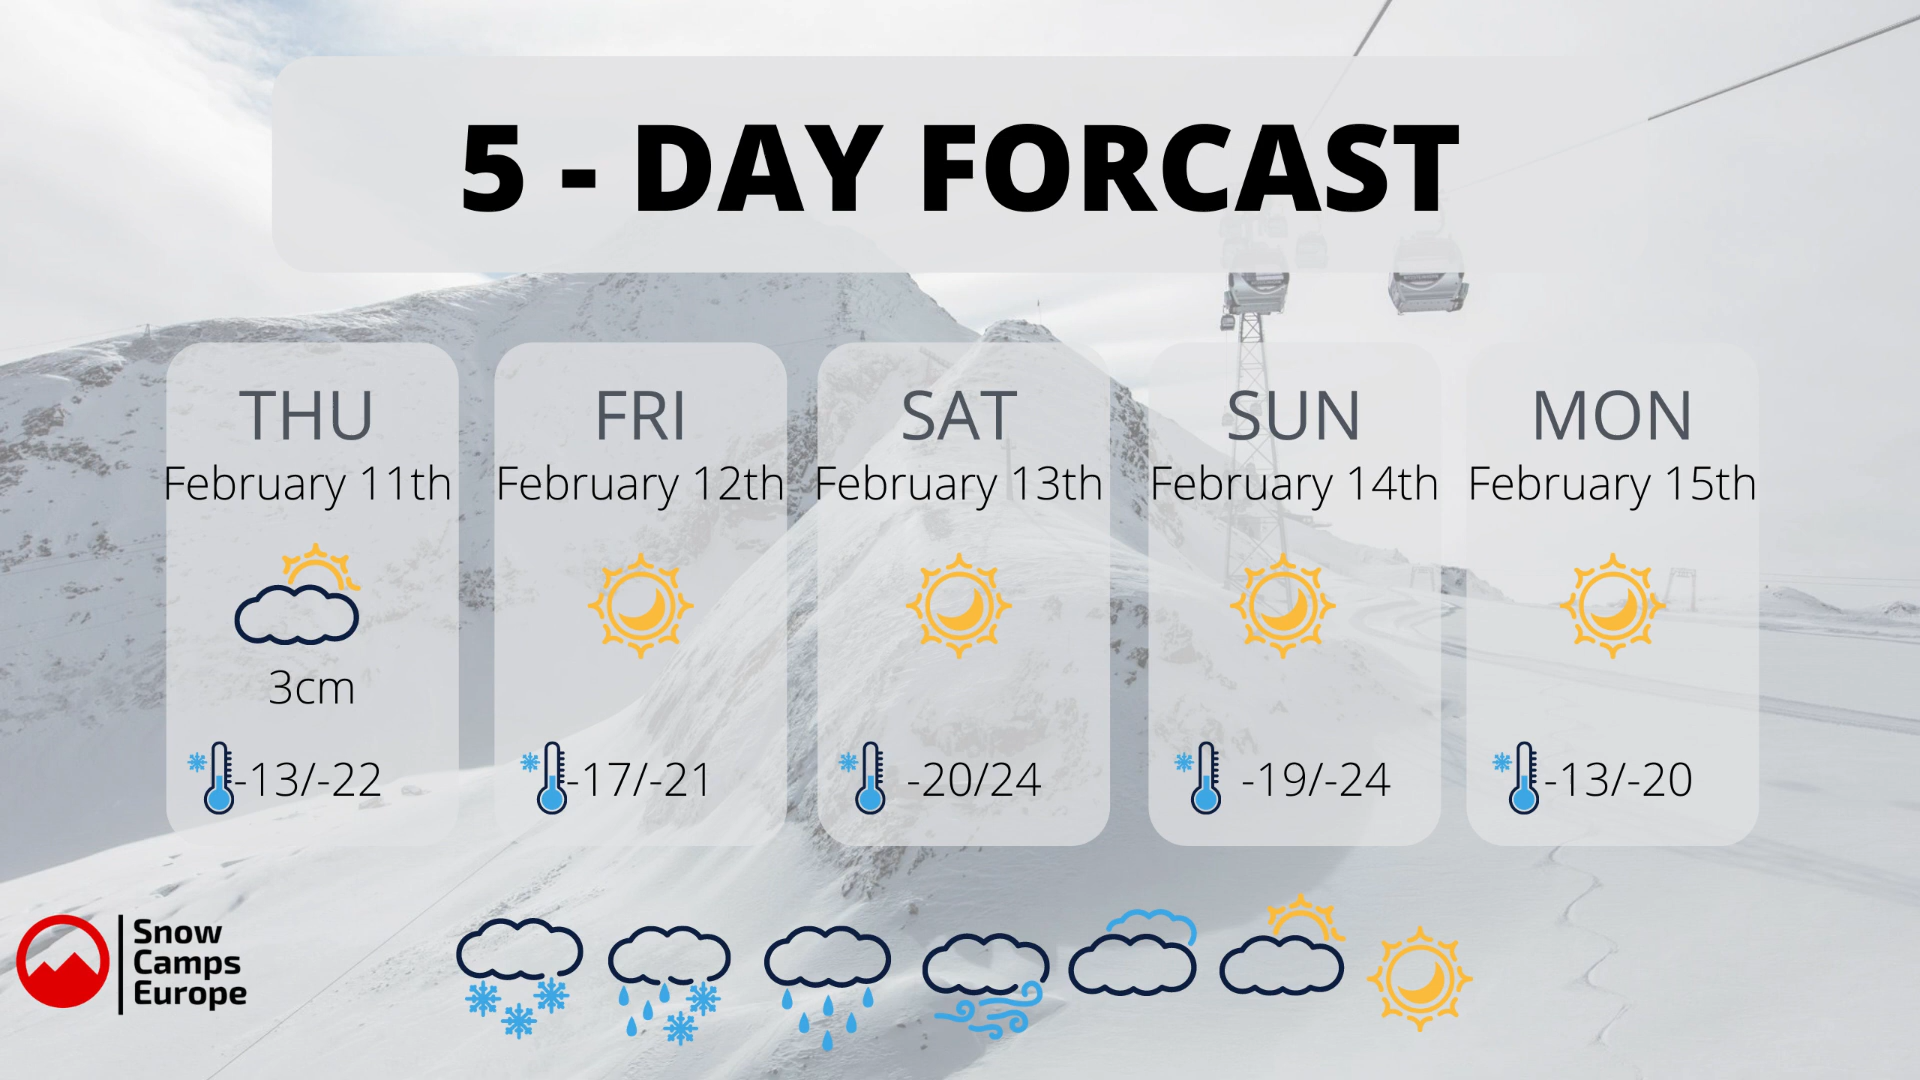 5 - DAY FORCAST
THU
February 11th
3cm
-13/-22
FRI
February 12th
-17/-21
SAT
February 13th
-20/24
SUN
February 14th
-19/-24
MON
February 15th
-13/-20
Snow
Camps
Europe